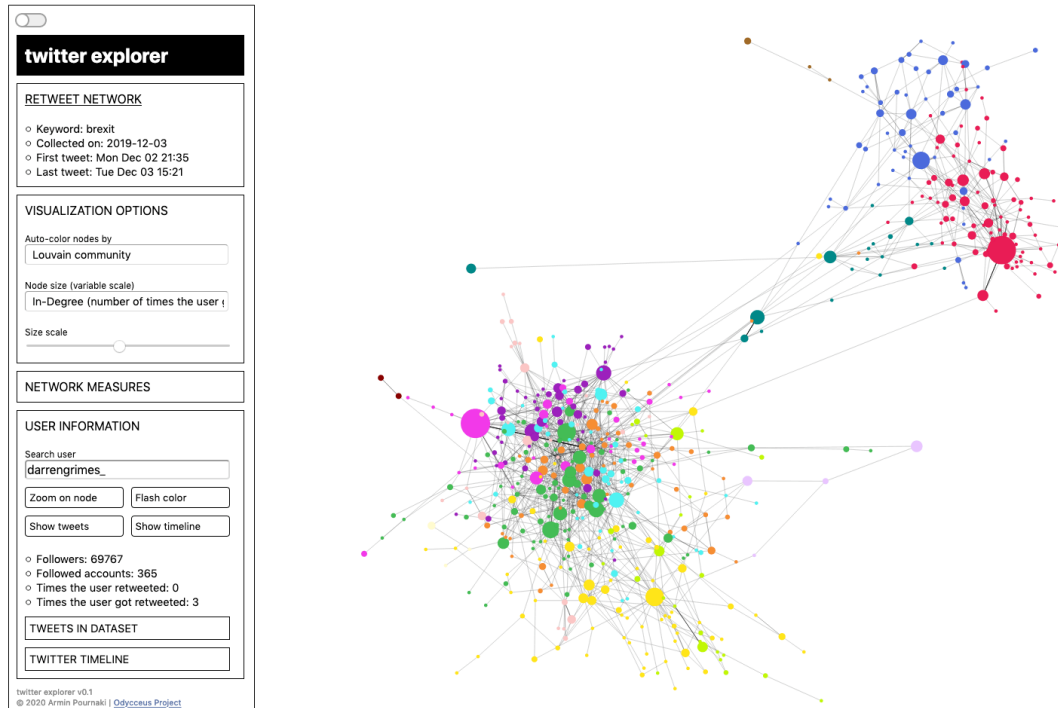 twitter explorer
RETWEET NETWORK
Keyword: brexit
Collected on: 2019-12-03
First tweet: Mon Dec 02 21:35
Last tweet: Tue Dec 03 15:21
VISUALIZATION OPTIONS
Auto-color nodes by
Louvain community
Node size (variable scale)
In-Degree (number of times the user
Size scale
NETWORK MEASURES
USER INFORMATION
Search user
darrengrimes_
Zoom on node
Flash color
Show tweets
Show timeline
Followers: 69767
Followed accounts: 365
Times the user retweeted: 0
Times the user got retweeted: 3
TWEETS IN DATASET
TWITTER TIMELINE
twitter explorer v0.1
© 2020 Armin Pournaki | Odycceus Project